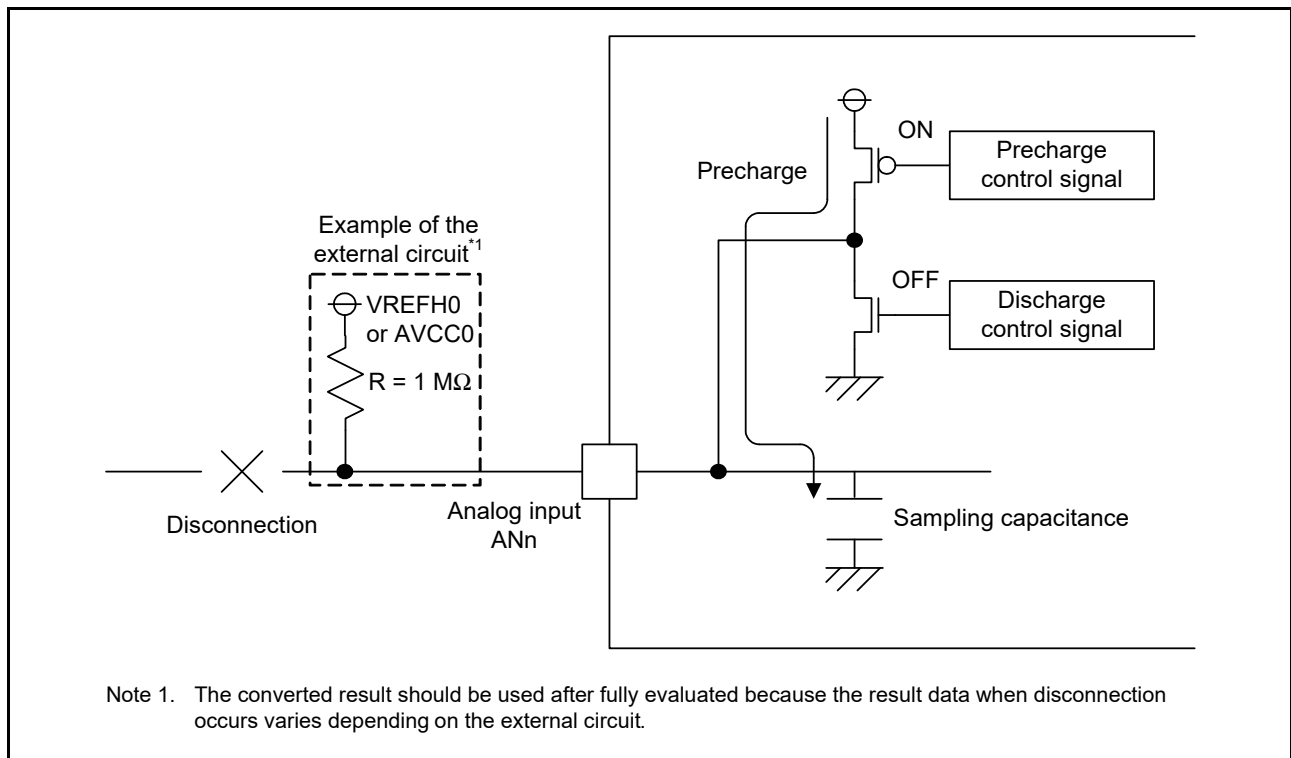 ON
Precharge
Precharge
control signal
Example of the
external circuit*1
VREFH0
or AVCC0
R = 1 MΩ
OFF
Discharge
control signal
Disconnection
Analog input
ANn
Sampling capacitance
Note 1. The converted result should be used after fully evaluated because the result data when disconnection
occurs varies depending on the external circuit.